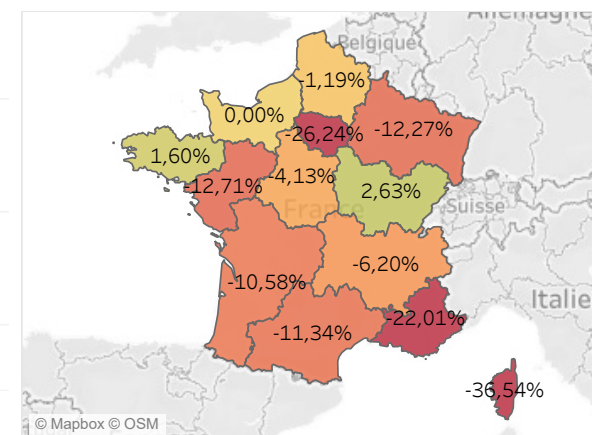 Allemagne
Belgique
-1,19%
0,00%
-26,24%
-12,27%
1,60%
-12,71%
-4,13%
2,63%
France
Suisse
-10,58%
-6,20%
Italie
-11,34%
-22,01%
-36,54%
© Mapbox © OSM